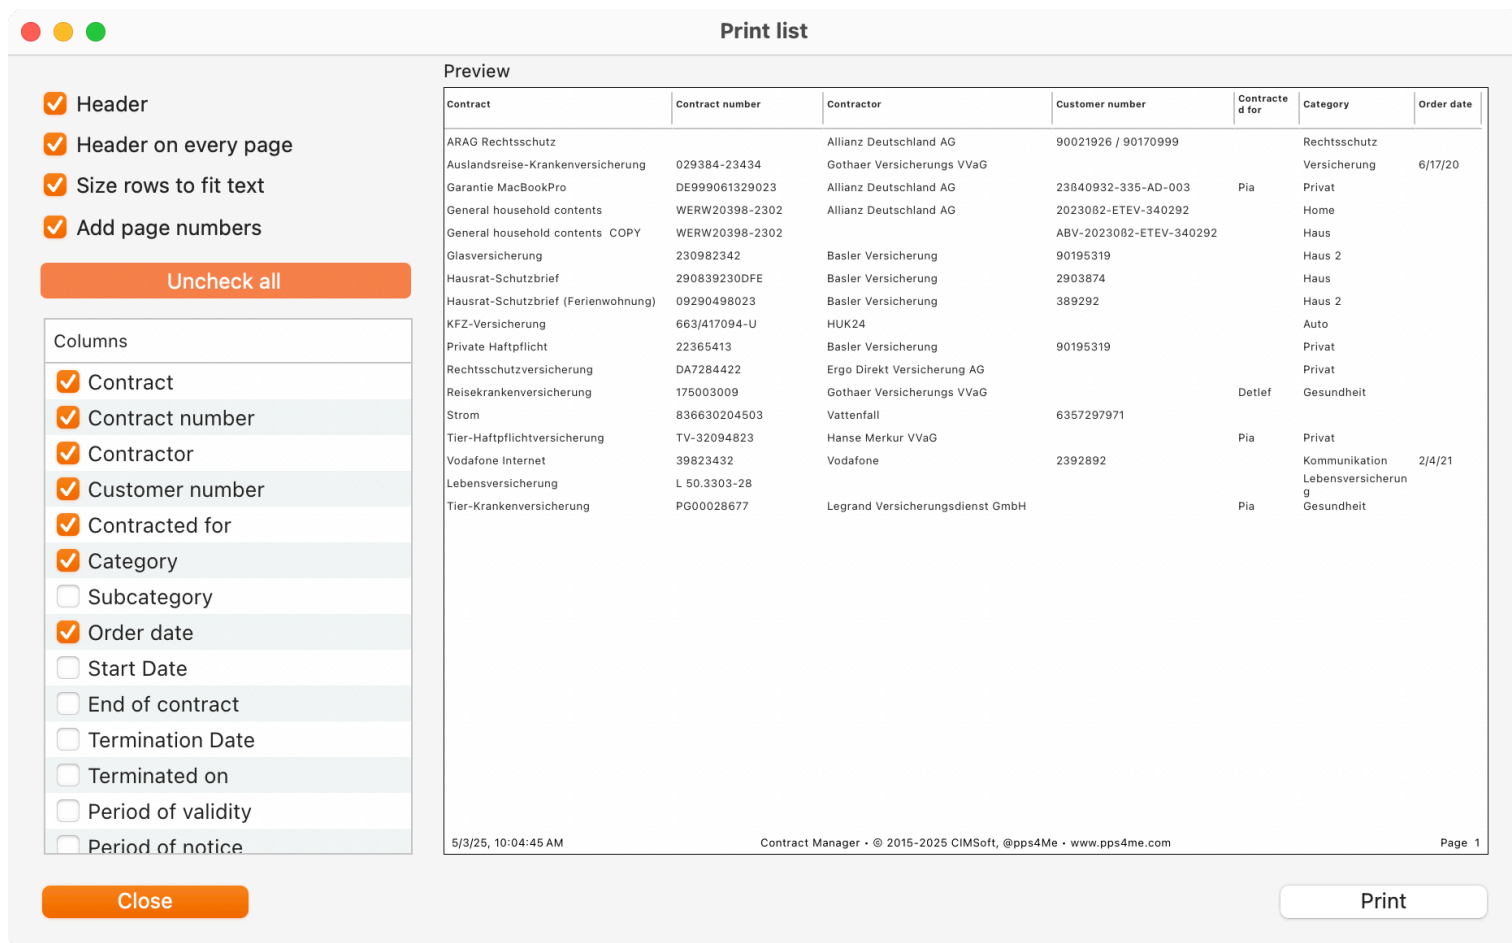 Print list
Header
Header on every page
Size rows to fit text
Add page numbers
Uncheck all
Columns
Contract
Contract number
Contractor
Customer number
Contracted for
Category
Subcategory
Order date
Start Date
End of contract
Termination Date
Terminated on
Period of validity
Period of notice
Close
Preview
Contract Contract number Contractor Customer number Contracte Category Order date
d for
ARAG Rechtsschutz Allianz Deutschland AG 90021926 / 90170999 Rechtsschutz
Auslandsreise-Krankenversicherung 029384-23434 Gothaer Versicherungs VVaG Versicherung 6/17/20
Garantie MacBookPro DE999061329023 Allianz Deutschland AG 23ß40932-335-AD-003 Pia Privat
General household contents WERW20398-2302 Allianz Deutschland AG 2023082-ETEV-340292 Home
General household contents COPY WERW20398-2302 ABV-2023082-ETEV-340292 Haus
Glasversicherung 230982342 Basler Versicherung 90195319 Haus 2
Hausrat-Schutzbrief 290839230DFE Basler Versicherung 2903874 Haus
Hausrat-Schutzbrief (Ferienwohnung) 09290498023 Basler Versicherung 389292 Haus 2
KFZ-Versicherung 663/417094-U HUK24 Auto
Private Haftpflicht 22365413 Basler Versicherung 90195319 Privat
Rechtsschutzversicherung DA7284422 Ergo Direkt Versicherung AG Privat
Reisekrankenversicherung 175003009 Gothaer Versicherungs VVaG Detlef Gesundheit
Strom 836630204503 Vattenfall 6357297971
Tier-Haftpflichtversicherung TV-32094823 Hanse Merkur VVaG Pia Privat
Vodafone Internet 39823432 Vodafone 2392892 Kommunikation 2/4/21
Lebensversicherung L 50.3303-28 Lebensversicherun
g
Tier-Krankenversicherung PG00028677 Legrand Versicherungsdienst GmbH Pia Gesundheit
5/3/25, 10:04:45 AM Contract Manager • © 2015-2025 CIMSoft, @pps4Me • www.pps4me.com Page 1
Print